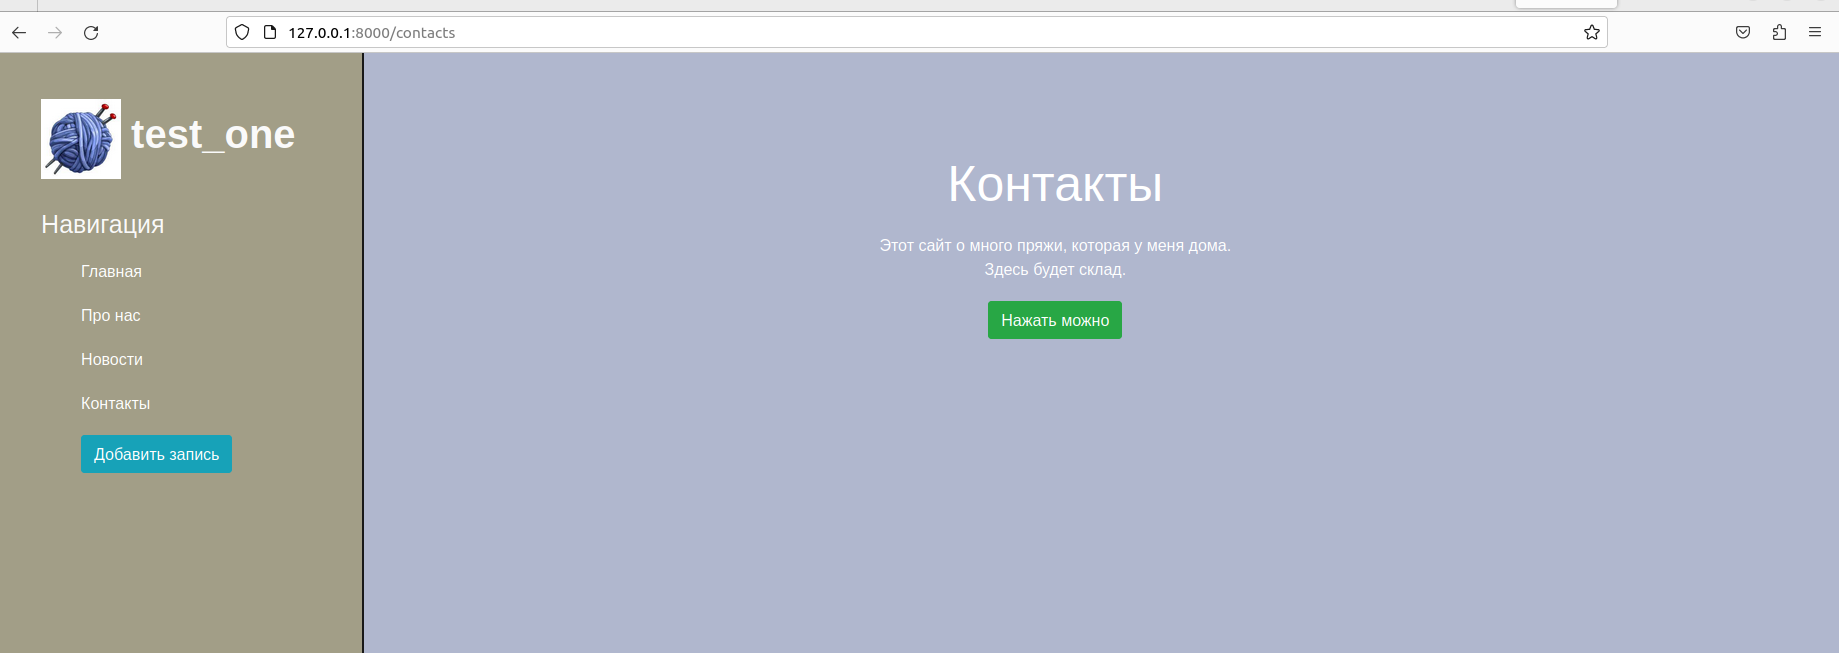 127.0.0.1:8000/contacts
test_one
Навигация
Главная
Про нас
Новости
Контакты
Добавить запись
Контакты
Этот сайт о много пряжи, которая у меня дома.
Здесь будет склад.
Нажать можно